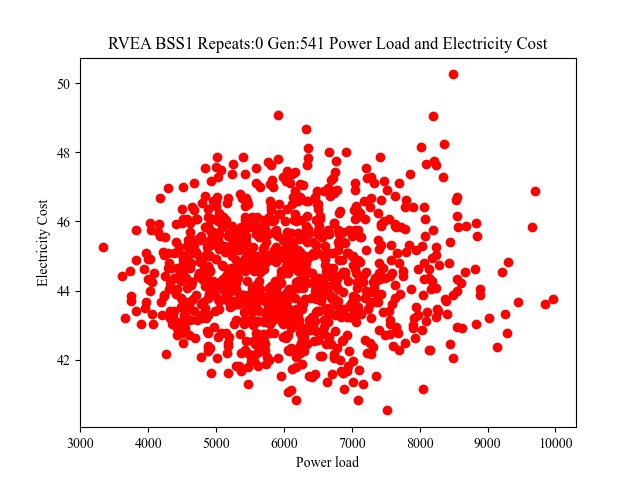 RVEA BSS1 Repeats:0 Gen:541 Power Load and Electricity Cost
50
48
46
44
42
Electricity Cost
3000 4000 5000 6000 7000 8000 9000 10000
Power load